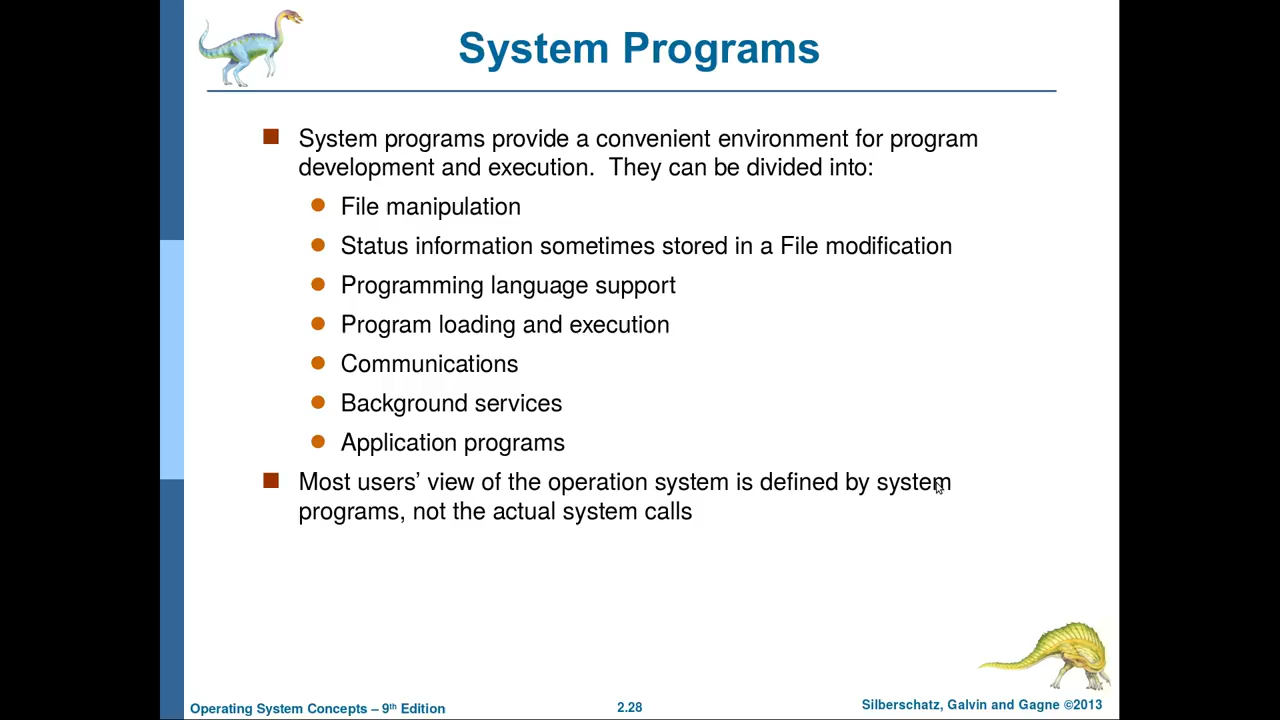 System Programs
System programs provide a convenient environment for program
development and execution.  They can be divided into:
File manipulation
Status information sometimes stored in a File modification
Programming language support
Program loading and execution
Communications
Background services
Application programs
Most users’ view of the operation system is defined by system
programs, not the actual system calls
Operating System Concepts – 9th Edition
2.28
Silberschatz, Galvin and Gagne ©2013